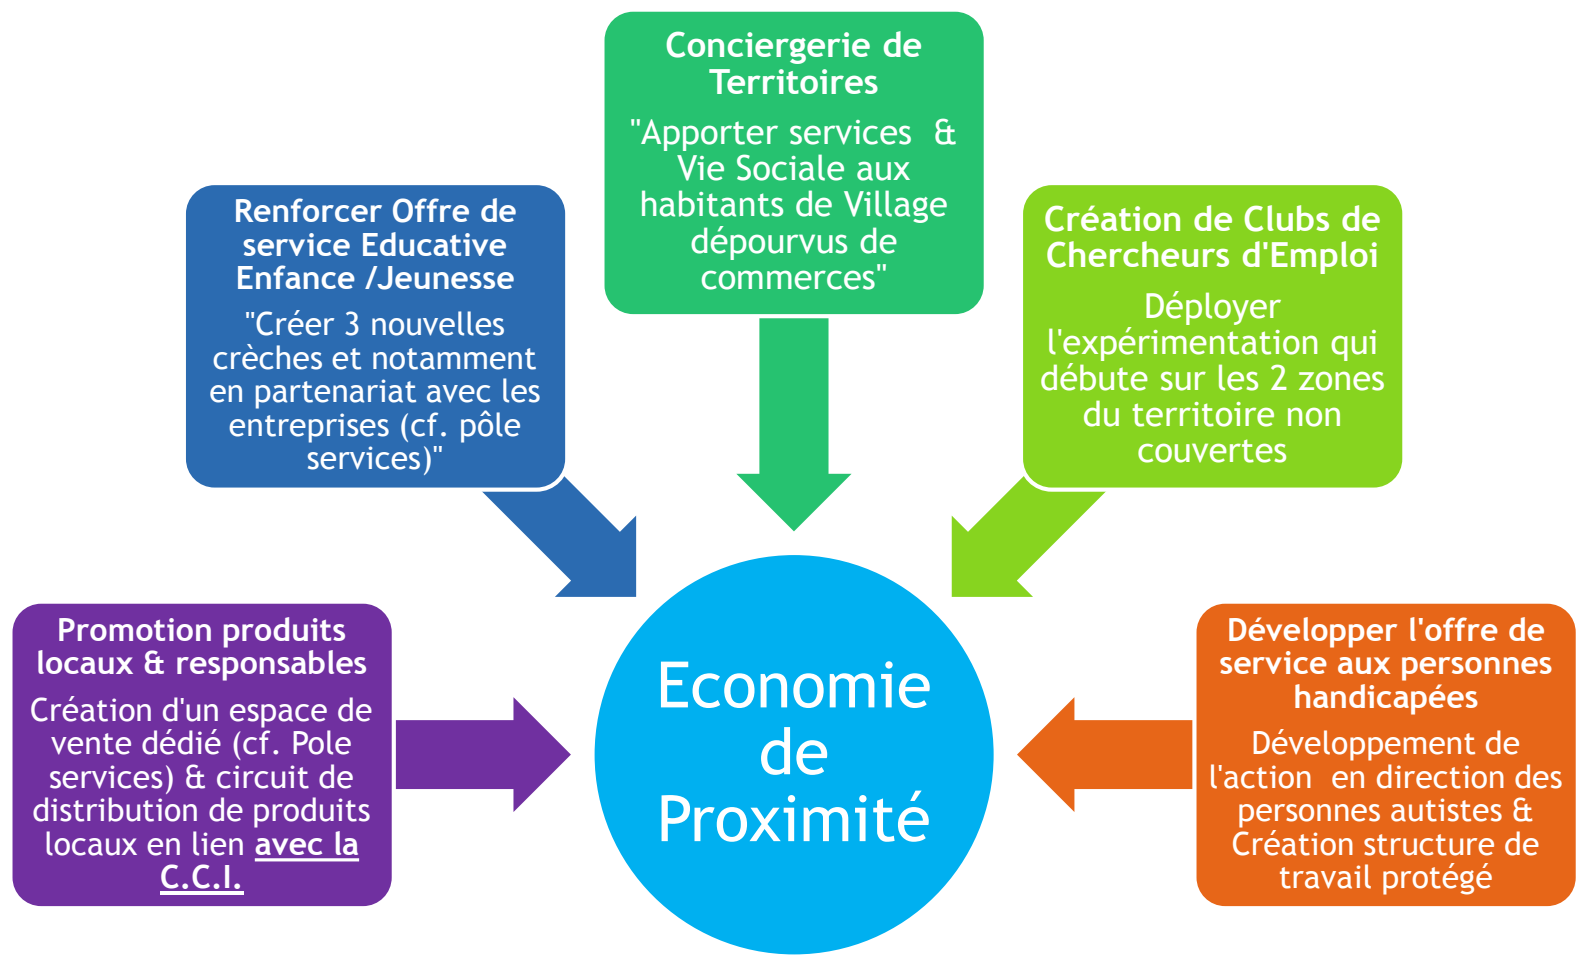 Conciergerie de
Territoires
"Apporter services  &
Vie Sociale aux
habitants de Village
dépourvus de
commerces"
Renforcer Offre de
service Educative
Enfance /Jeunesse
"Créer 3 nouvelles
crèches et notamment
en partenariat avec les
entreprises (cf. pôle
services)"
Création de Clubs de
Chercheurs d'Emploi
Déployer
l'expérimentation qui
débute sur les 2 zones
du territoire non
couvertes
Promotion produits
locaux & responsables
Création d'un espace de
vente dédié (cf. Pole
services) & circuit de
distribution de produits
locaux en lien avec la
C.C.I.
Economie
de
Proximité
Développer l'offre de
service aux personnes
handicapées
Développement de
l'action  en direction des
personnes autistes &
Création structure de
travail protégé